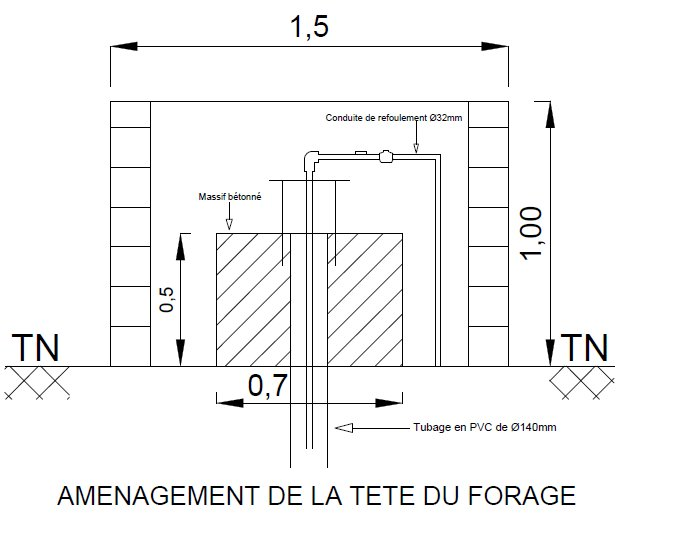 1,5
Conduite de refoulement Ø32mm
Massif bétonné
1,00
0,5
TN
TN
0,7
Tubage en PVC de Ø140mm
AMENAGEMENT DE LA TETE DU FORAGE